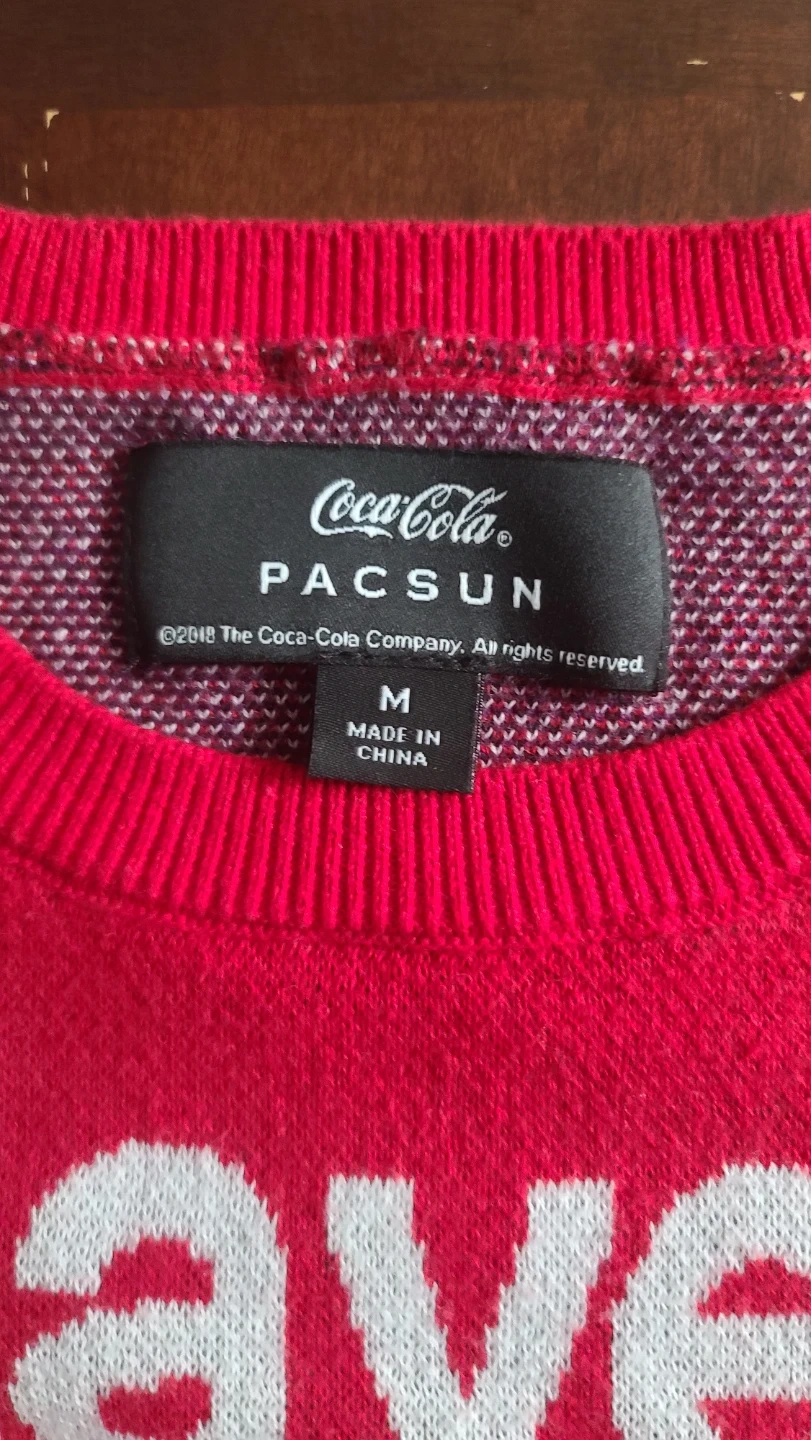 Coca-Cola®
PACSUN
©2018 The Coca-Cola Company. All rights reserved.
M
MADE IN
CHINA
ave